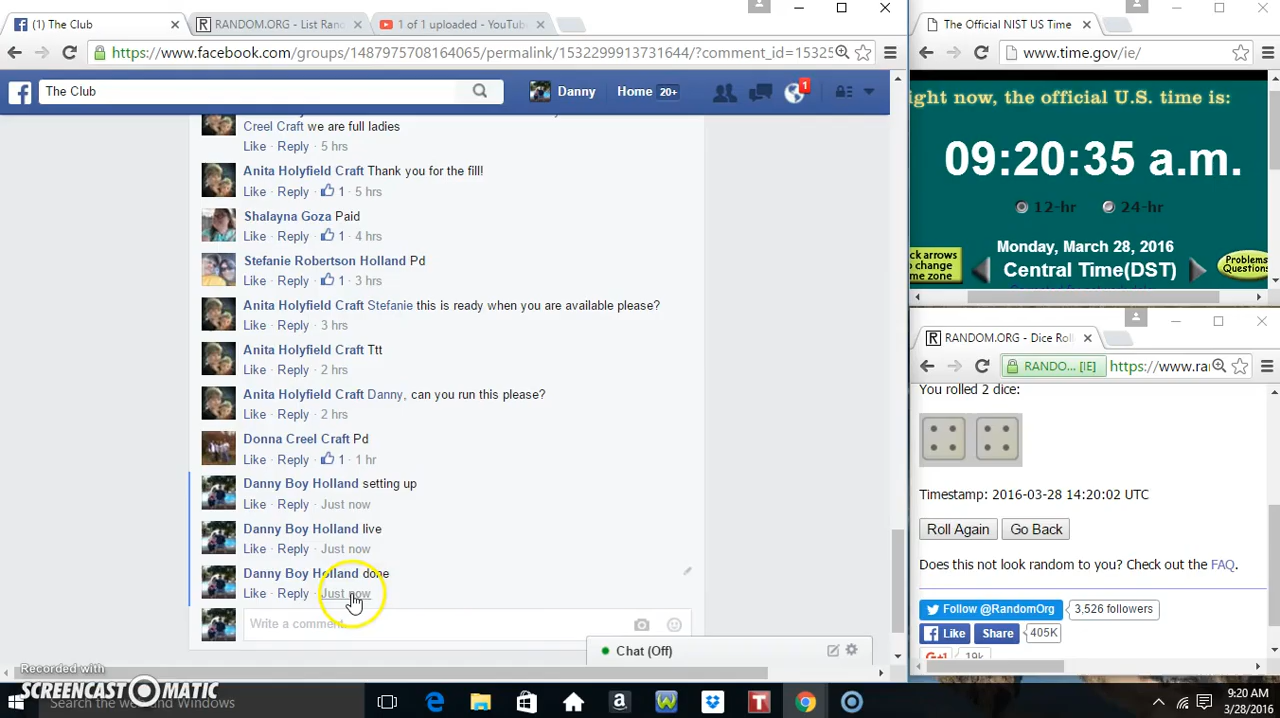 (1) The Club
RANDOM.ORG - List Ran
1 of 1 uploaded - YouTub
https://www.facebook.com/groups/1487975708164065/permalink/1532299913731644/?comment_id=15325
The Club
Danny
Home 20+
1
Creel Craft we are full ladies
Like · Reply · 5 hrs
Anita Holyfield Craft Thank you for the fill!
Like · Reply · 1 · 5 hrs
Shalayna Goza Paid
Like · Reply · 1 · 4 hrs
Stefanie Robertson Holland Pd
Like · Reply · 1 · 3 hrs
Anita Holyfield Craft Stefanie this is ready when you are available please?
Like · Reply · 3 hrs
Anita Holyfield Craft Ttt
Like · Reply · 2 hrs
Anita Holyfield Craft Danny, can you run this please?
Like · Reply · 2 hrs
Donna Creel Craft Pd
Like · Reply · 1 · 1 hr
Danny Boy Holland setting up
Like · Reply · Just now
Danny Boy Holland live
Like · Reply · Just now
Danny Boy Holland done
Like · Reply · Just now
Write a comment
Chat (Off)
Recorded with
SCREENCAST-O-MATIC
Search the web and Windows
The Official NIST US Time
www.time.gov/ie/
ight now, the official U.S. time is:
09:20:35 a.m.
12-hr 24-hr
Monday, March 28, 2016
Central Time(DST)
ck arrows
o change
me zone
Problems
Questions
RANDOM.ORG - Dice Roll
RANDO... [IE] https://www.ra
You rolled 2 dice:
Timestamp: 2016-03-28 14:20:02 UTC
Roll Again Go Back
Does this not look random to you? Check out the FAQ.
Follow @RandomOrg 3,526 followers
Like Share 405K
G+1 19k
9:20 AM
3/28/2016